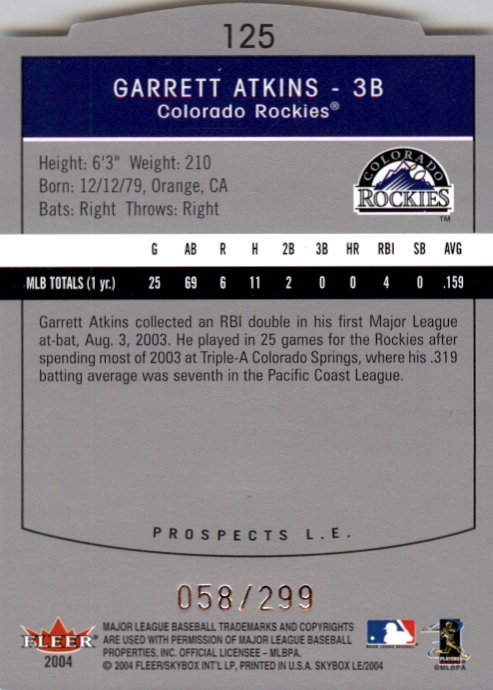 125
GARRETT ATKINS - 3B
Colorado Rockies®
Height: 6'3" Weight: 210
Born: 12/12/79, Orange, CA
Bats: Right Throws: Right
COLORADO
ROCKIES
TM
G AB R H 2B 3B HR RBI SB AVG
MLB TOTALS (1 yr.) 25 69 6 11 2 0 0 4 0 .159
Garrett Atkins collected an RBI double in his first Major League
at-bat, Aug. 3, 2003. He played in 25 games for the Rockies after
spending most of 2003 at Triple-A Colorado Springs, where his .319
batting average was seventh in the Pacific Coast League.
PROSPECTS L.E.
058/299
FLEER®
2004
MAJOR LEAGUE BASEBALL TRADEMARKS AND COPYRIGHTS
ARE USED WITH PERMISSION OF MAJOR LEAGUE BASEBALL
PROPERTIES, INC. OFFICIAL LICENSEE - MLBPA.
© 2004 FLEER/SKYBOX INT'L LP, PRINTED IN U.S.A. SKYBOX LE/2004
MAJOR LEAGUE BASEBALL
PLAYERS
©MLBPA